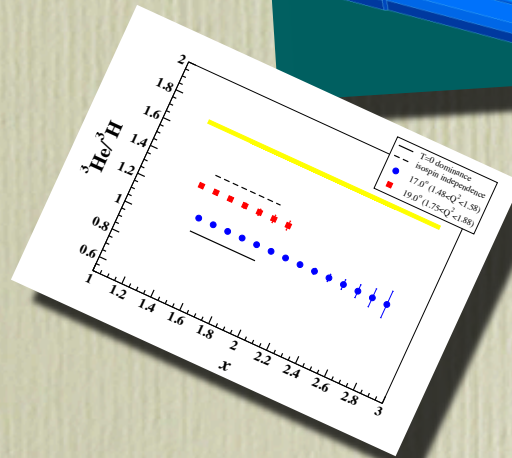 2
1.8
1.6
1.4
1.2
1
0.8
0.6
³He/³H
T=0 dominance
isospin independence
17.0° (1.48<Q²<1.58)
19.0° (1.75<Q²<1.88)
1 1.2 1.4 1.6 1.8 2 2.2 2.4 2.6 2.8 3
x